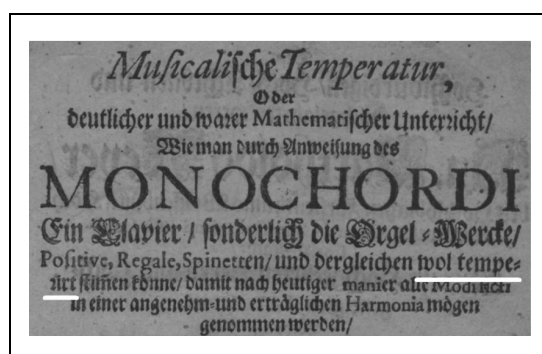 Musicalische Temperatur,
Oder
deutlicher und warer Mathematischer Unterricht/
Wie man durch Anweisung des
MONOCHORDI
Ein Clavier / sonderlich die Orgel-Wercke/
Positive, Regale, Spinetten/ und dergleichen wol tempe-
rirt stimmen könne/ damit nach heutiger manier alle Modi ficti
in einer angenehm-und erträglichen Harmonia mögen
genommen werden/